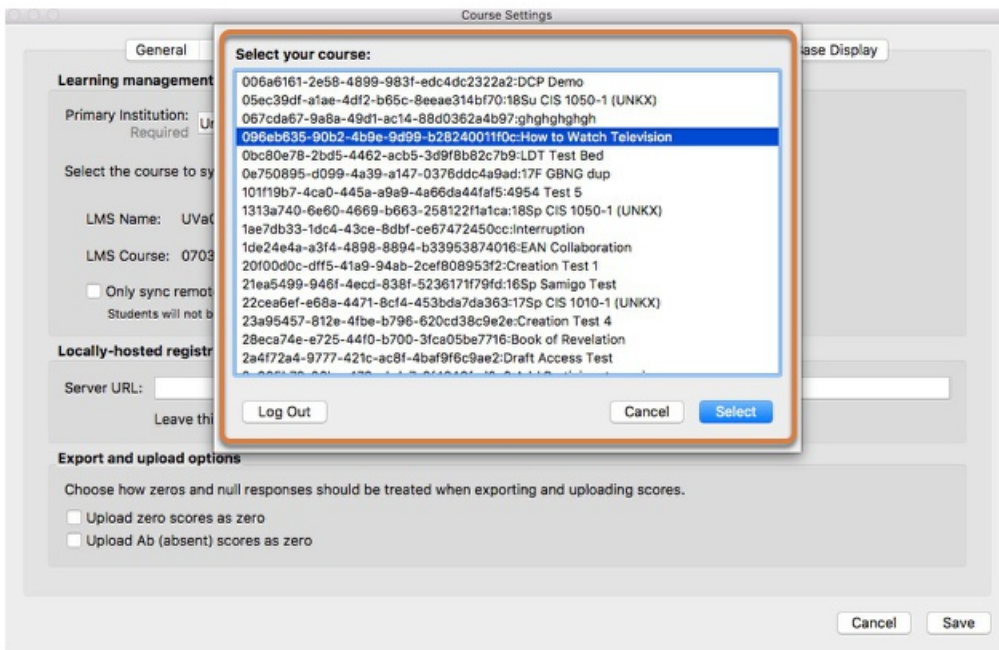 Course Settings
General
ase Display
Select your course:
006a6161-2e58-4899-983f-edc4dc2322a2:DCP Demo
05ec39df-a1ae-4df2-b65c-8eeae314bf70:18Su CIS 1050-1 (UNKX)
067cda67-9a8a-49d1-ac14-88d0362a4b97:ghghghghgh
096eb635-90b2-4b9e-9d99-b28240011f0c:How to Watch Television
0bc80e78-2bd5-4462-acb5-3d9f8b82c7b9:LDT Test Bed
0e750895-d099-4a39-a147-0376ddc4a9ad:17F GBNG dup
101f19b7-4ca0-445a-a9a9-4a66da44faf5:4954 Test 5
1313a740-6e60-4669-b663-258122f1a1ca:18Sp CIS 1050-1 (UNKX)
1ae7db33-1dc4-43ce-8dbf-ce67472450cc:Interruption
1de24e4a-a3f4-4898-8894-b33953874016:EAN Collaboration
20f00d0c-dff5-41a9-94ab-2cef808953f2:Creation Test 1
21ea5499-946f-4ecd-838f-5236171f79fd:16Sp Samigo Test
22cea6ef-e68a-4471-8cf4-453bda7da363:17Sp CIS 1010-1 (UNKX)
23a95457-812e-4fbe-b796-620cd38c9e2e:Creation Test 4
28eca74e-e725-44f0-b700-3fca05be7716:Book of Revelation
2a4f72a4-9777-421c-ac8f-4baf9f6c9ae2:Draft Access Test
Log Out
Cancel
Select
Learning management
Primary Institution:
Required
Select the course to sy
LMS Name: UVa
LMS Course: 0703
Only sync remot
Students will not b
Locally-hosted registr
Server URL:
Leave thi
Export and upload options
Choose how zeros and null responses should be treated when exporting and uploading scores.
Upload zero scores as zero
Upload Ab (absent) scores as zero
Cancel
Save